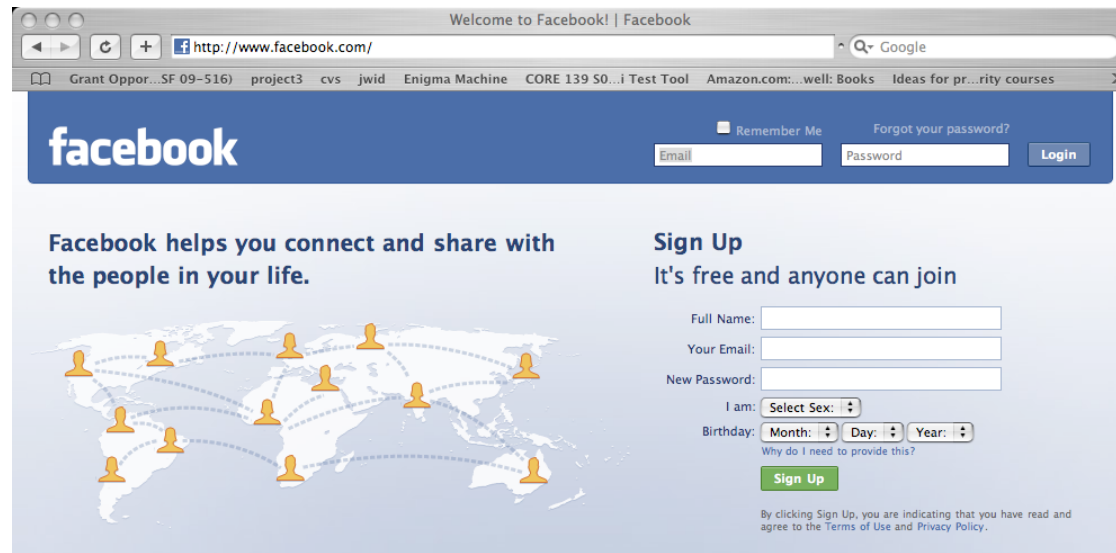 Welcome to Facebook! | Facebook
http://www.facebook.com/
Google
Grant Oppor...SF 09-516) project3 cvs jwid Enigma Machine CORE 139 S0...i Test Tool Amazon.com:...well: Books Ideas for pr...rity courses
facebook
Remember Me Forgot your password?
Email Password Login
Facebook helps you connect and share with
the people in your life.
Sign Up
It's free and anyone can join
Full Name:
Your Email:
New Password:
I am: Select Sex:
Birthday: Month: Day: Year:
Why do I need to provide this?
Sign Up
By clicking Sign Up, you are indicating that you have read and
agree to the Terms of Use and Privacy Policy.